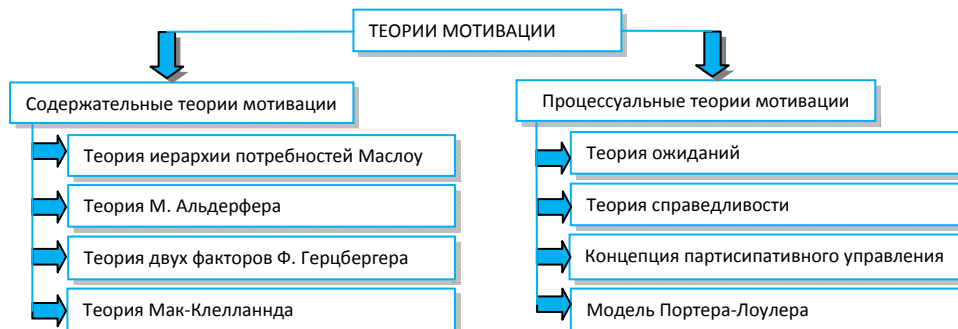 ТЕОРИИ МОТИВАЦИИ
Содержательные теории мотивации
Теория иерархии потребностей Маслоу
Теория М. Альдерфера
Теория двух факторов Ф. Герцбергера
Теория Мак-Клелланнда
Процессуальные теории мотивации
Теория ожиданий
Теория справедливости
Концепция партисипативного управления
Модель Портера-Лоулера